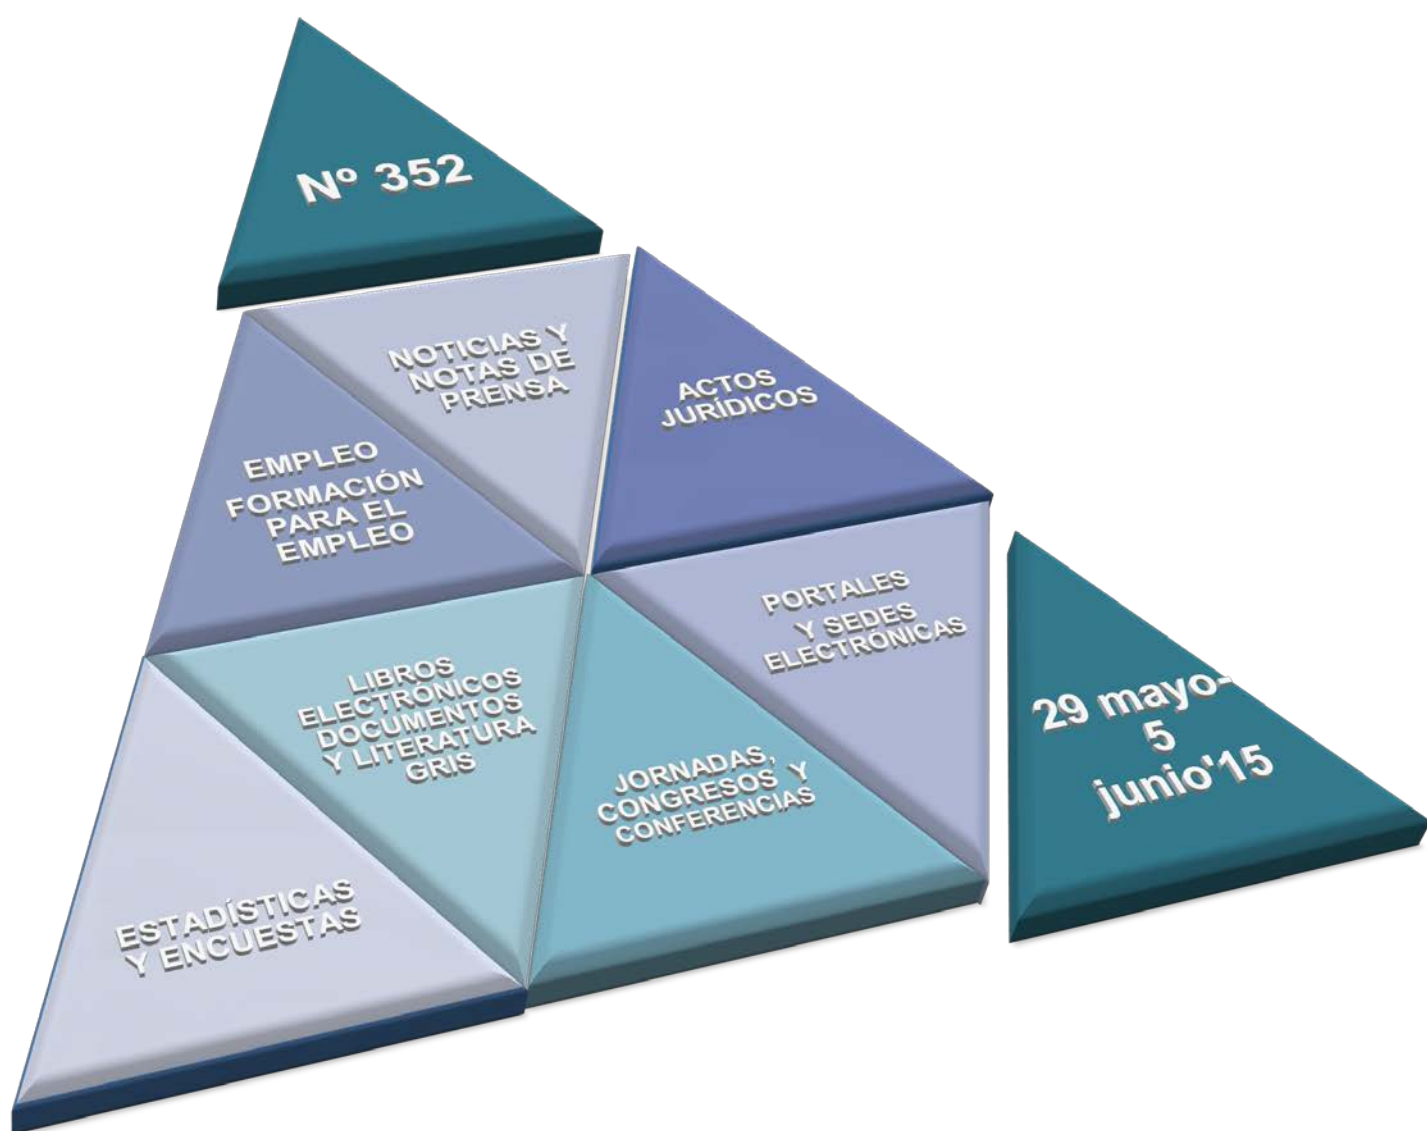 Nº 352
NOTICIAS Y
NOTAS DE
PRENSA
ACTOS
JURÍDICOS
EMPLEO
FORMACIÓN
PARA EL
EMPLEO
PORTALES
Y SEDES
ELECTRÓNICAS
LIBROS
ELECTRÓNICOS
DOCUMENTOS
Y LITERATURA
GRIS
JORNADAS,
CONGRESOS Y
CONFERENCIAS
29 mayo-
5
junio'15
ESTADÍSTICAS
Y ENCUESTAS